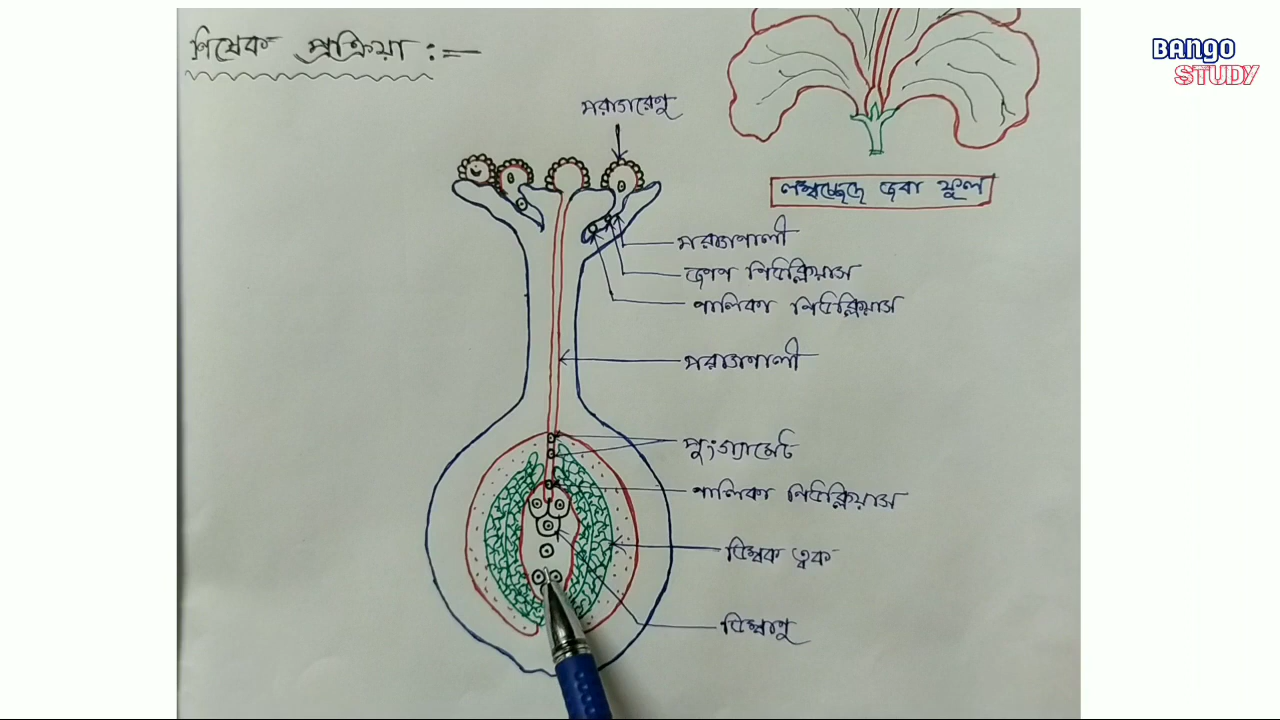 নিষেক প্রক্রিয়া :—
BANGO
STUDY
পরাগরেণু
লম্বচ্ছেদে জবা ফুল
পরাগনালী
জনন নিউক্লিয়াস
নালিকা নিউক্লিয়াস
পরাগনালী
পুংগ্যামেট
নালিকা নিউক্লিয়াস
ডিম্বক ত্বক
ডিম্বাণু